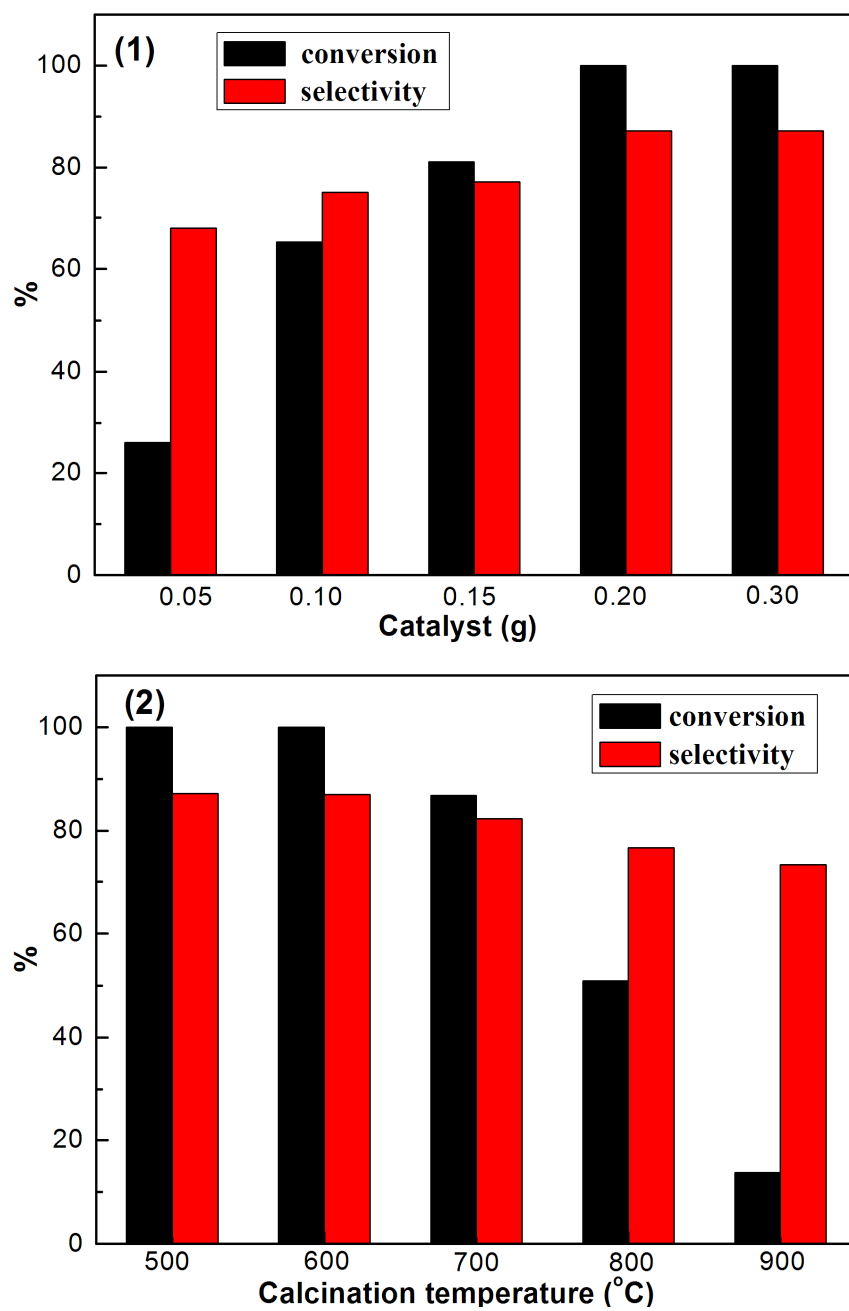 (1)
conversion
selectivity
100
80
60
40
20
0
%
0.05 0.10 0.15 0.20 0.30
Catalyst (g)
(2)
conversion
selectivity
100
80
60
40
20
0
%
500 600 700 800 900
Calcination temperature (°C)